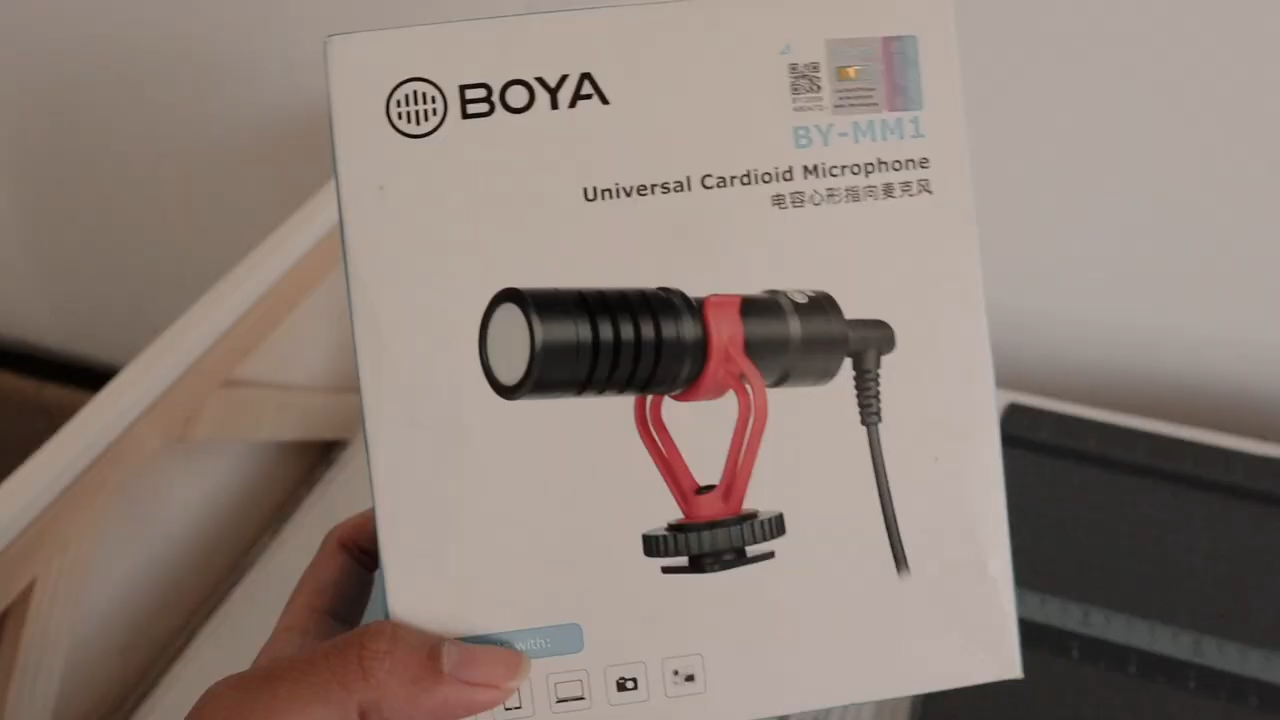 BOYA
BY-MM1
Universal Cardioid Microphone
电容心形指向麦克风
with: